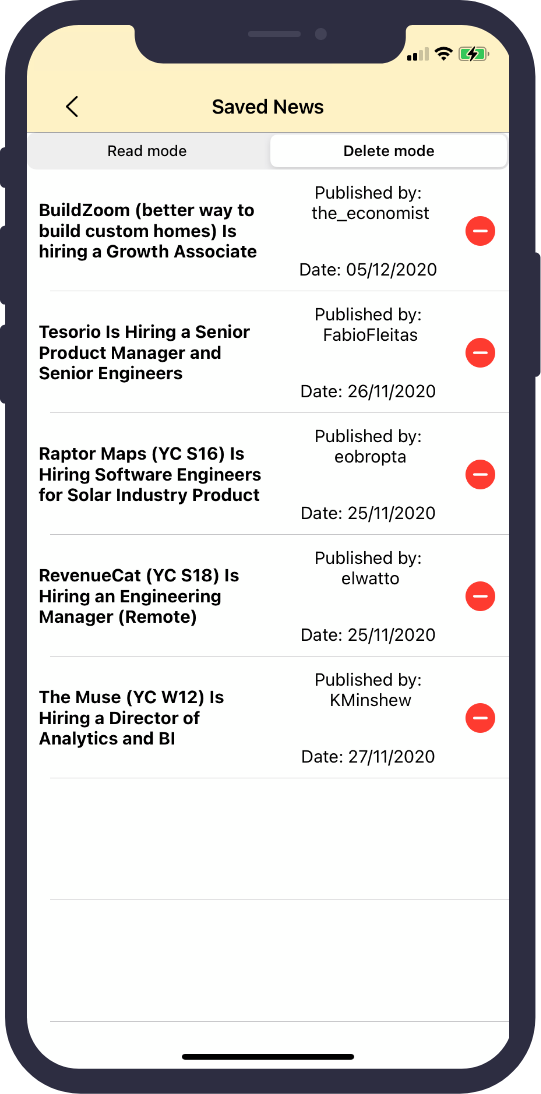 Saved News
Read mode
Delete mode
BuildZoom (better way to
build custom homes) Is
hiring a Growth Associate
Published by:
the_economist
Date: 05/12/2020
Tesorio Is Hiring a Senior
Product Manager and
Senior Engineers
Published by:
FabioFleitas
Date: 26/11/2020
Raptor Maps (YC S16) Is
Hiring Software Engineers
for Solar Industry Product
Published by:
eobropta
Date: 25/11/2020
RevenueCat (YC S18) Is
Hiring an Engineering
Manager (Remote)
Published by:
elwatto
Date: 25/11/2020
The Muse (YC W12) Is
Hiring a Director of
Analytics and BI
Published by:
KMinshew
Date: 27/11/2020